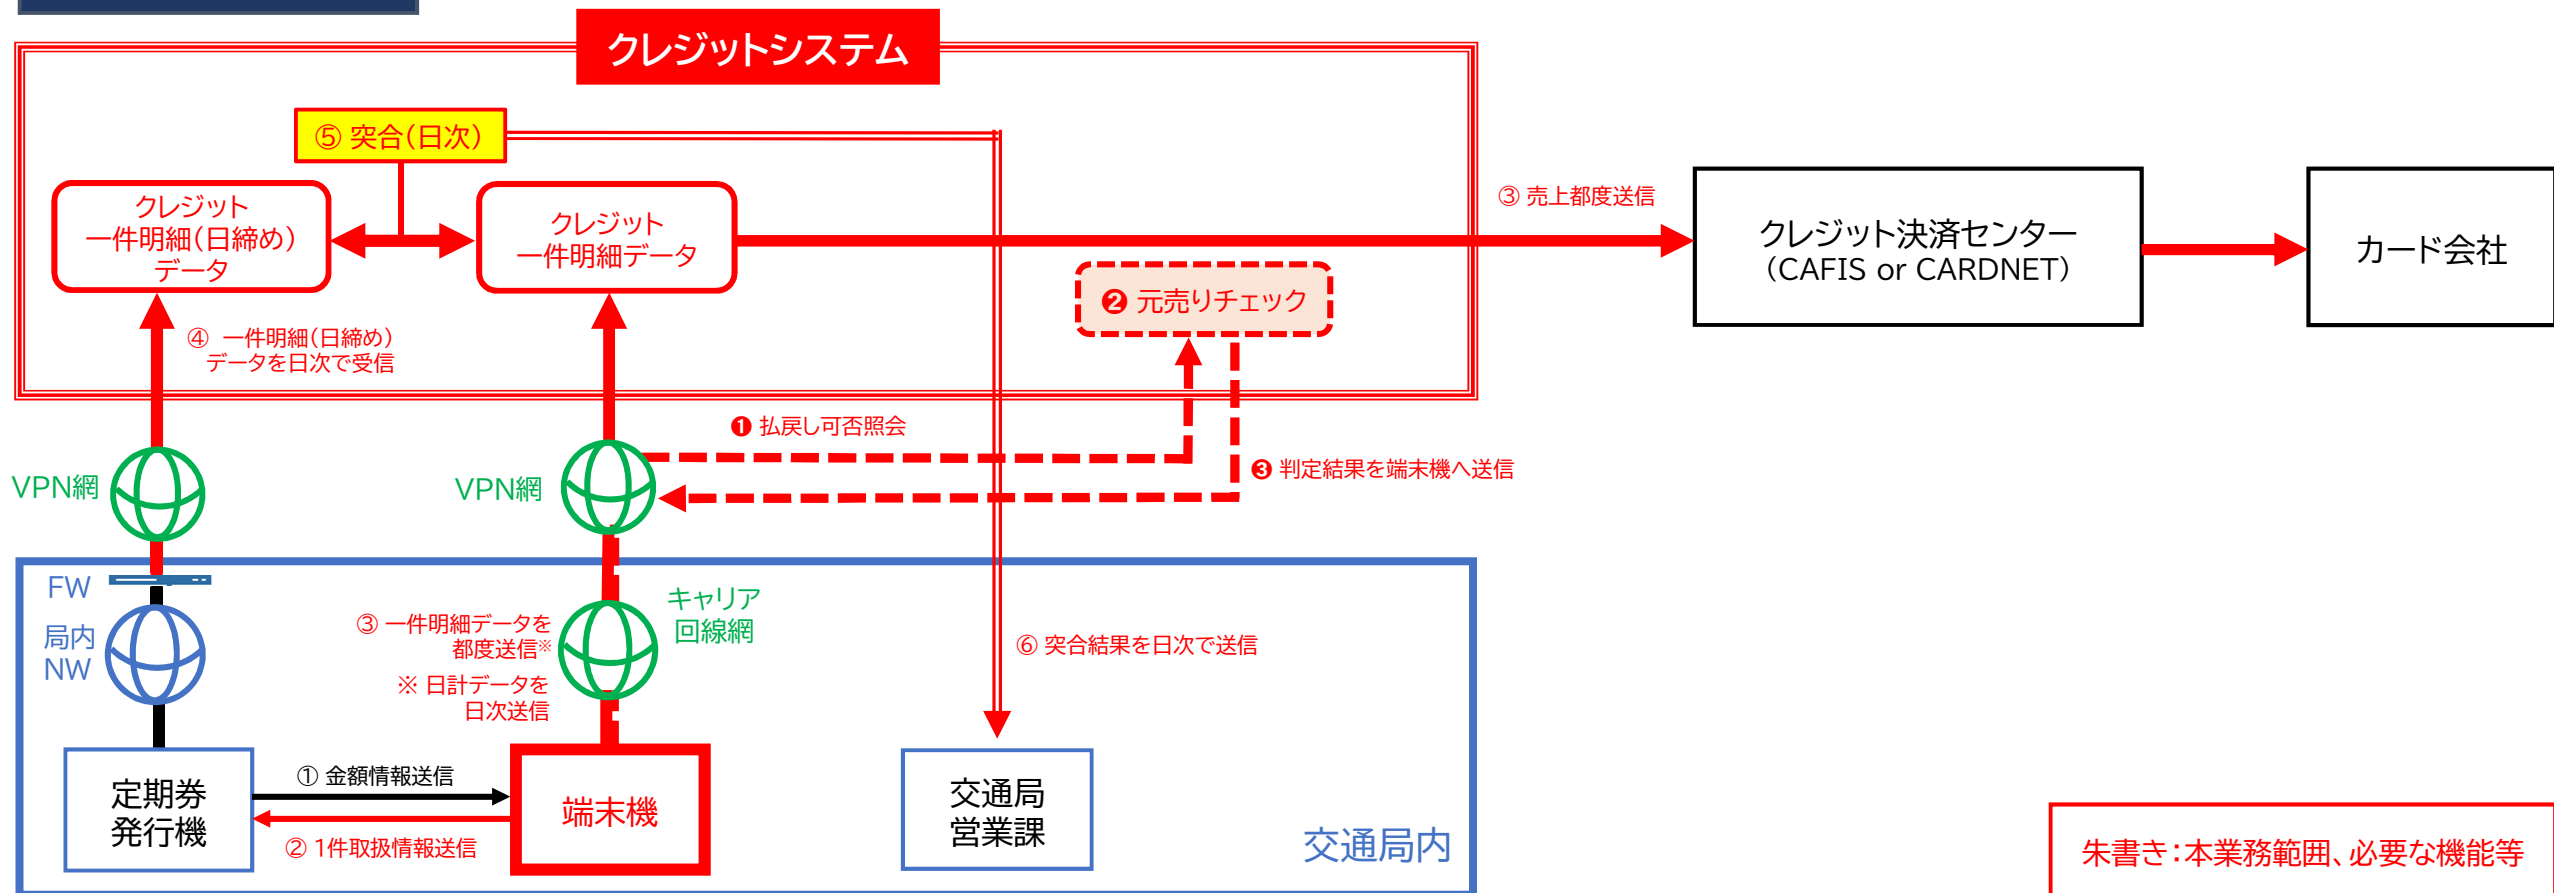 クレジットシステム
⑤ 突合(日次)
クレジット
一件明細(日締め)
データ
クレジット
一件明細データ
③ 売上都度送信
クレジット決済センター
(CAFIS or CARDNET)
カード会社
❷ 元売りチェック
④ 一件明細(日締め)
データを日次で受信
❶ 払戻し可否照会
❸ 判定結果を端末機へ送信
VPN網
VPN網
FW
局内
NW
キャリア
回線網
③ 一件明細データを
都度送信※
※ 日計データを
日次送信
⑥ 突合結果を日次で送信
定期券
発行機
① 金額情報送信
② 1件取扱情報送信
端末機
交通局
営業課
交通局内
朱書き：本業務範囲、必要な機能等